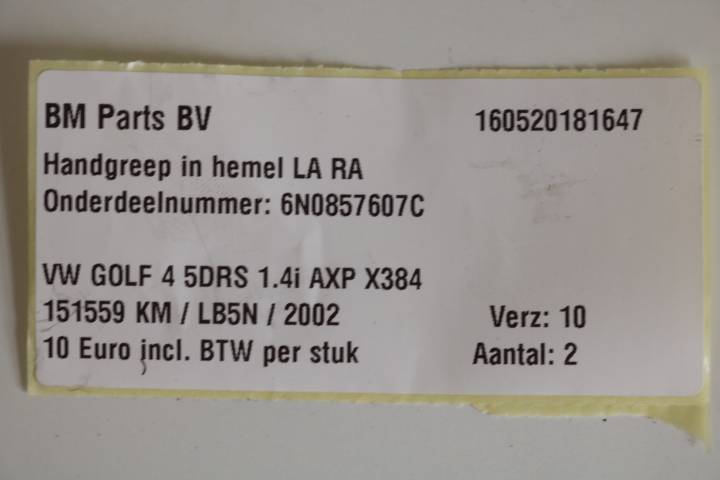 BM Parts BV 160520181647
Handgreep in hemel LA RA
Onderdeelnummer: 6N0857607C
VW GOLF 4 5DRS 1.4i AXP X384
151559 KM / LB5N / 2002 Verz: 10
10 Euro incl. BTW per stuk Aantal: 2